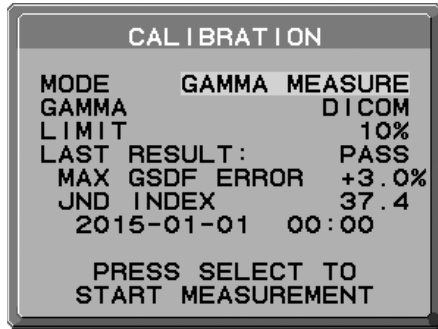 CALIBRATION
MODE GAMMA MEASURE
GAMMA DICOM
LIMIT 10%
LAST RESULT: PASS
MAX GSDF ERROR +3.0%
JND INDEX 37.4
2015-01-01 00:00
PRESS SELECT TO
START MEASUREMENT